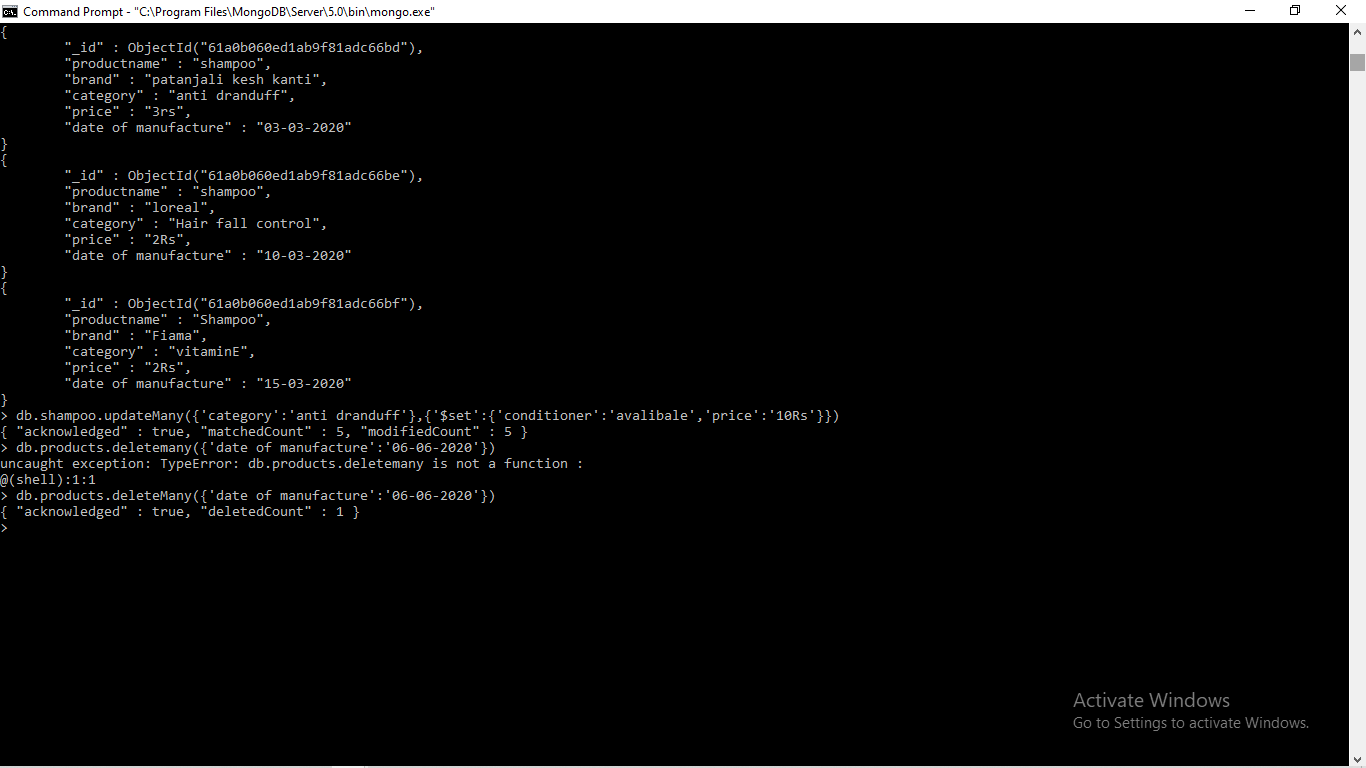 Command Prompt - "C:\Program Files\MongoDB\Server\5.0\bin\mongo.exe"
{
"_id" : ObjectId("61a0b060ed1ab9f81adc66bd"),
"productname" : "shampoo",
"brand" : "patanjali kesh kanti",
"category" : "anti dranduff",
"price" : "3rs",
"date of manufacture" : "03-03-2020"
}
{
"_id" : ObjectId("61a0b060ed1ab9f81adc66be"),
"productname" : "shampoo",
"brand" : "loreal",
"category" : "Hair fall control",
"price" : "2Rs",
"date of manufacture" : "10-03-2020"
}
{
"_id" : ObjectId("61a0b060ed1ab9f81adc66bf"),
"productname" : "Shampoo",
"brand" : "Fiama",
"category" : "vitaminE",
"price" : "2Rs",
"date of manufacture" : "15-03-2020"
}
> db.shampoo.updateMany({'category':'anti dranduff'},{'$set':{'conditioner':'avalibale','price':'10Rs'}})
{ "acknowledged" : true, "matchedCount" : 5, "modifiedCount" : 5 }
> db.products.deletemany({'date of manufacture':'06-06-2020'})
uncaught exception: TypeError: db.products.deletemany is not a function :
@(shell):1:1
> db.products.deleteMany({'date of manufacture':'06-06-2020'})
{ "acknowledged" : true, "deletedCount" : 1 }
>
Activate Windows
Go to Settings to activate Windows.